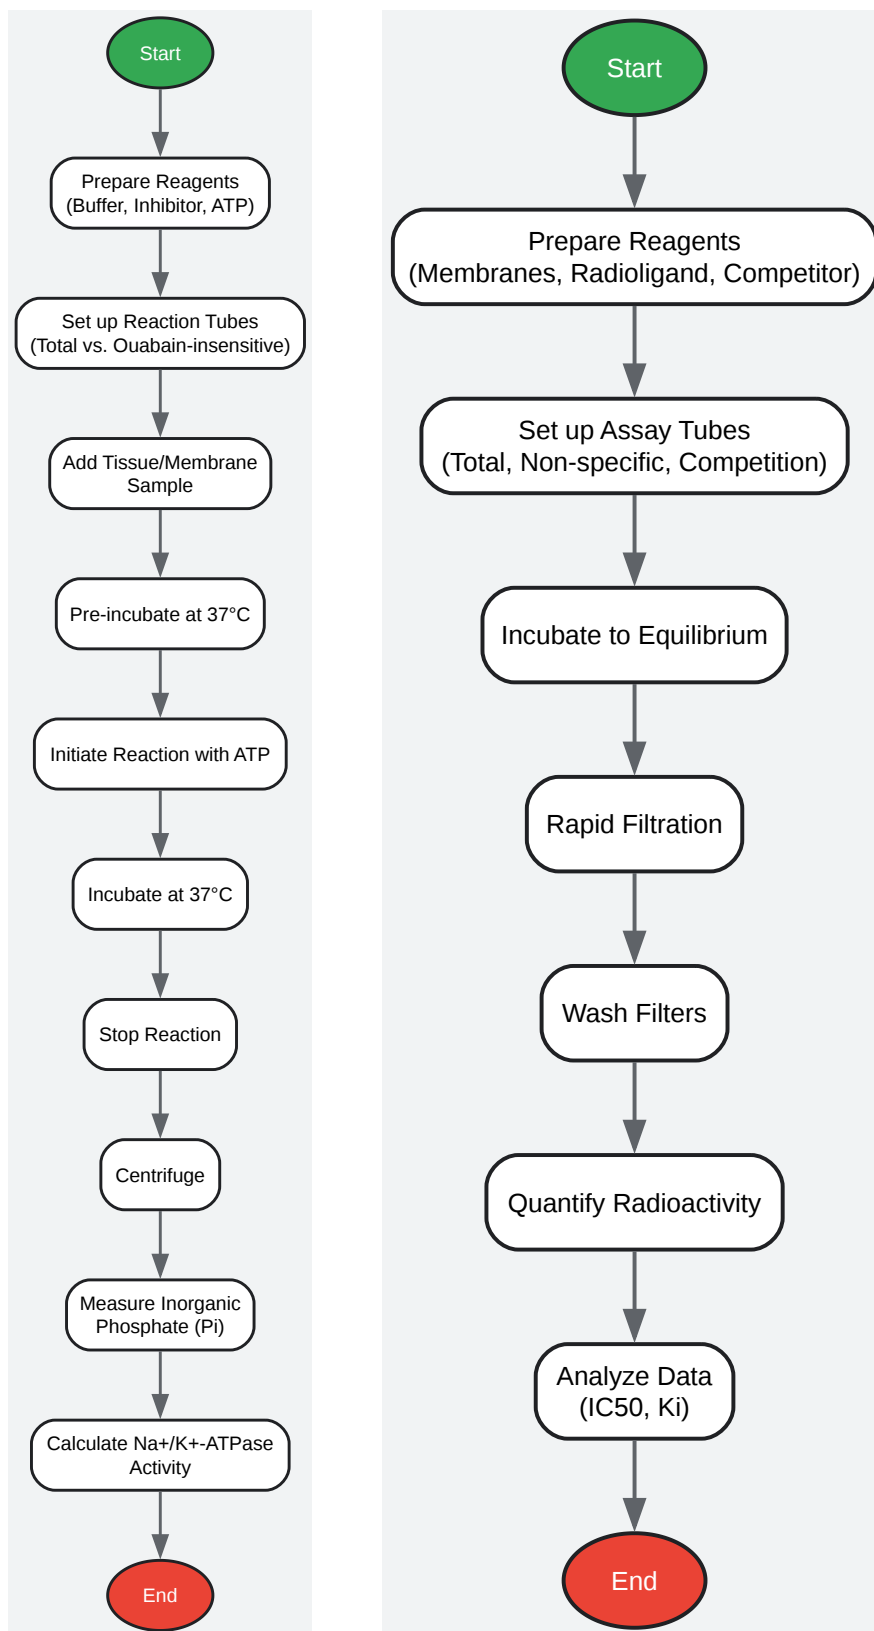 Start
Prepare Reagents
(Buffer, Inhibitor, ATP)
Set up Reaction Tubes
(Total vs. Ouabain-insensitive)
Add Tissue/Membrane
Sample
Pre-incubate at 37°C
Initiate Reaction with ATP
Incubate at 37°C
Stop Reaction
Centrifuge
Measure Inorganic
Phosphate (Pi)
Calculate Na+/K+-ATPase
Activity
End
Start
Prepare Reagents
(Membranes, Radioligand, Competitor)
Set up Assay Tubes
(Total, Non-specific, Competition)
Incubate to Equilibrium
Rapid Filtration
Wash Filters
Quantify Radioactivity
Analyze Data
(IC50, Ki)
End